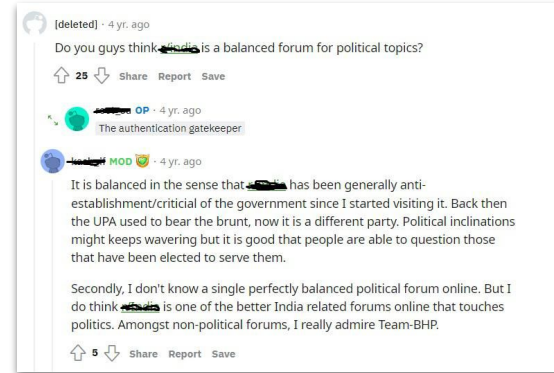 [deleted] · 4 yr. ago
Do you guys think is a balanced forum for political topics?
25 Share Report Save
OP · 4 yr. ago
The authentication gatekeeper
MOD · 4 yr. ago
It is balanced in the sense that has been generally anti-
establishment/criticial of the government since I started visiting it. Back then
the UPA used to bear the brunt, now it is a different party. Political inclinations
might keeps wavering but it is good that people are able to question those
that have been elected to serve them.
Secondly, I don't know a single perfectly balanced political forum online. But I
do think is one of the better India related forums online that touches
politics. Amongst non-political forums, I really admire Team-BHP.
5 Share Report Save